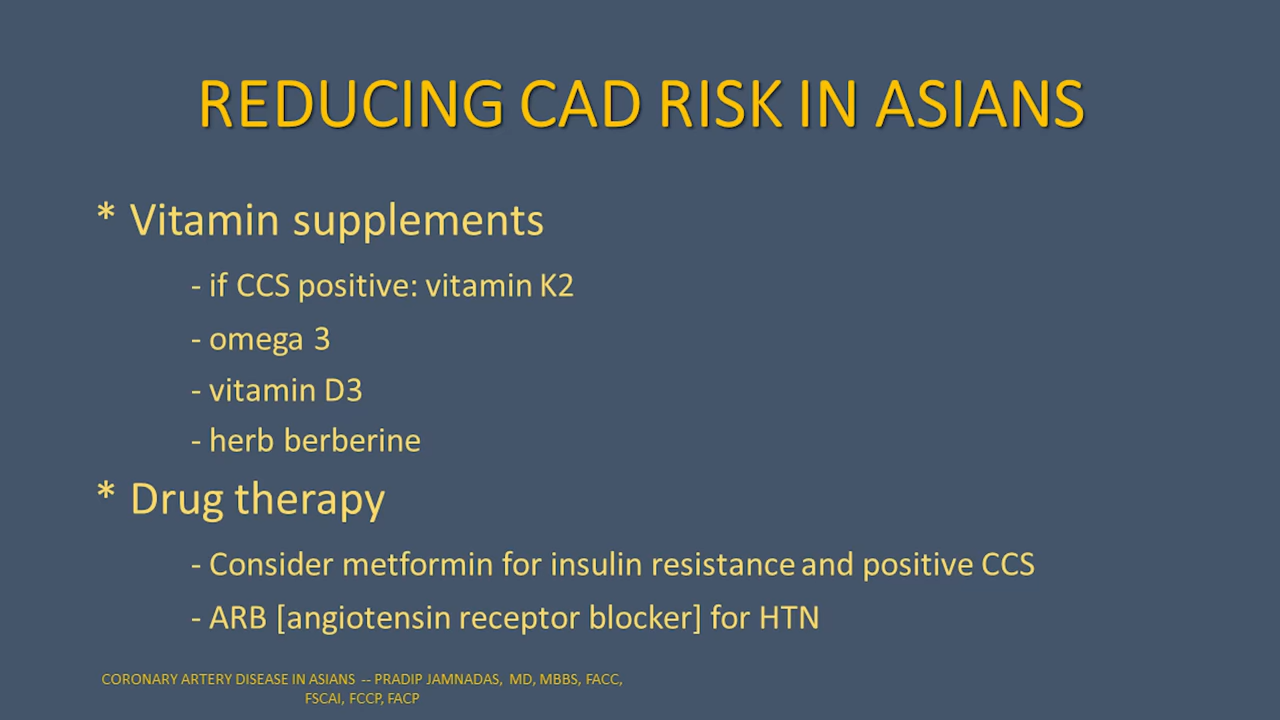 REDUCING CAD RISK IN ASIANS
* Vitamin supplements
- if CCS positive: vitamin K2
- omega 3
- vitamin D3
- herb berberine
* Drug therapy
- Consider metformin for insulin resistance and positive CCS
- ARB [angiotensin receptor blocker] for HTN
CORONARY ARTERY DISEASE IN ASIANS -- PRADIP JAMNADAS, MD, MBBS, FACC,
FSCAI, FCCP, FACP